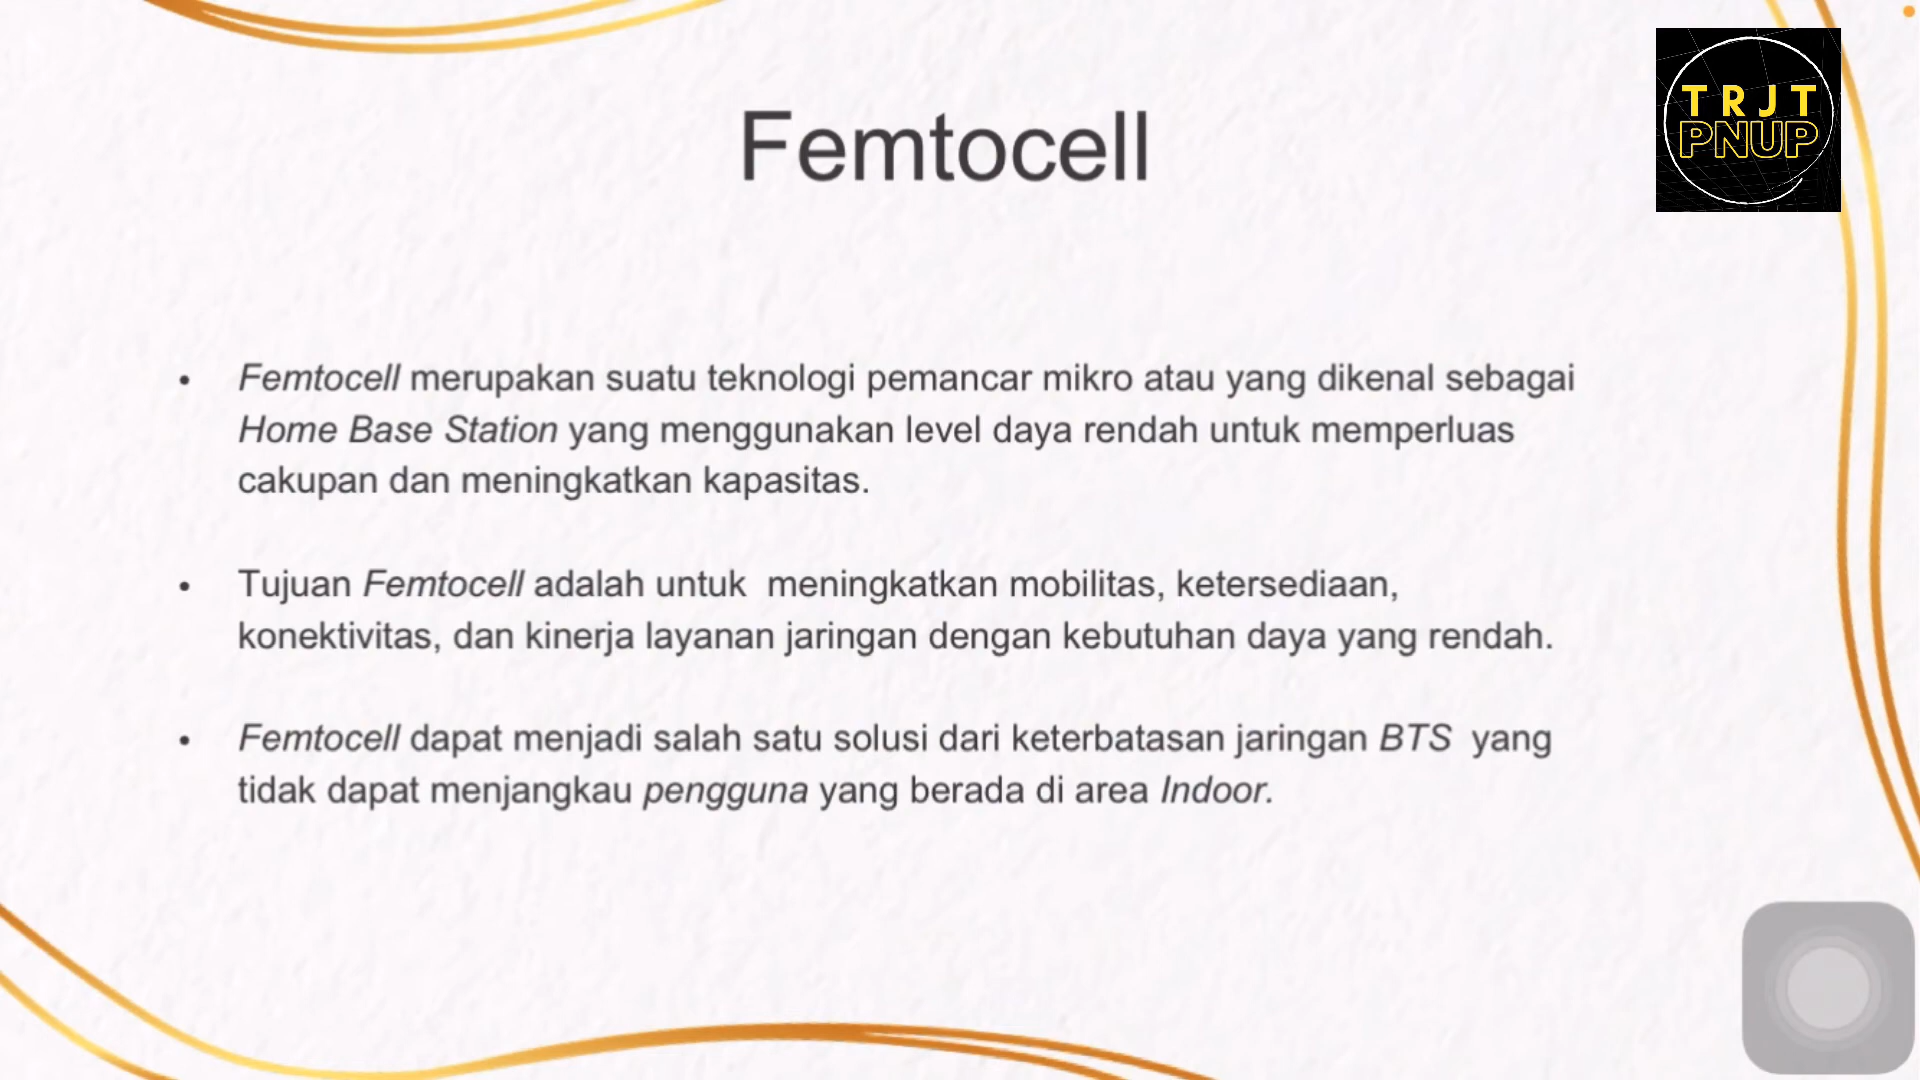 TRJT
PNUP
Femtocell
• Femtocell merupakan suatu teknologi pemancar mikro atau yang dikenal sebagai
Home Base Station yang menggunakan level daya rendah untuk memperluas
cakupan dan meningkatkan kapasitas.
• Tujuan Femtocell adalah untuk  meningkatkan mobilitas, ketersediaan,
konektivitas, dan kinerja layanan jaringan dengan kebutuhan daya yang rendah.
• Femtocell dapat menjadi salah satu solusi dari keterbatasan jaringan BTS  yang
tidak dapat menjangkau pengguna yang berada di area Indoor.